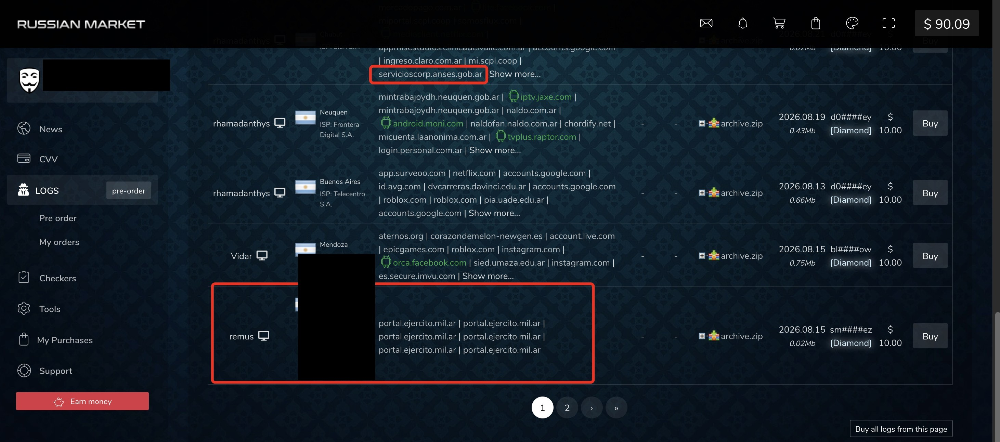 mercadopago.com.ar |
miportal.scpl.coop | somosflux.com |
RUSSIAN MARKET
$ 90.09
rhamadanthys
Chubut
archive.zip
2026.08.21 d0####ey $
Buy
0.02Mb [Diamond] 10.00
appmisestudios.clinicadelvalle.com.ar | accounts.google.com
| ingreso.claro.com.ar | mi.scpl.coop |
servicioscorp.anses.gob.ar Show more...
News
CVV
LOGS pre-order
Pre order
My orders
Checkers
Tools
My Purchases
Support
Earn money
rhamadanthys
Neuquen
ISP: Frontera
Digital S.A.
mintrabajoydh.neuquen.gob.ar | iptv.jaxe.com |
mintrabajoydh.neuquen.gob.ar | naldo.com.ar |
android.moni.com | naldofan.naldo.com.ar | chordify.net |
micuenta.laanonima.com.ar | tvplus.raptor.com |
login.personal.com.ar | Show more...
- - archive.zip
2026.08.19 d0####ey $
0.43Mb [Diamond] 10.00
Buy
rhamadanthys
Buenos Aires
ISP: Telecentro
S.A.
app.surveoo.com | netflix.com | accounts.google.com |
id.avg.com | dvcarreras.davinci.edu.ar | accounts.google.com
| roblox.com | roblox.com | pia.uade.edu.ar |
accounts.google.com | Show more...
- - archive.zip
2026.08.13 d0####ey $
0.66Mb [Diamond] 10.00
Buy
Vidar
Mendoza
aternos.org | corazondemelon-newgen.es | account.live.com
| epicgames.com | roblox.com | instagram.com |
orca.facebook.com | sied.umaza.edu.ar | instagram.com |
es.secure.imvu.com | Show more...
- - archive.zip
2026.08.15 bl####ow $
0.75Mb [Diamond] 10.00
Buy
remus
portal.ejercito.mil.ar | portal.ejercito.mil.ar |
portal.ejercito.mil.ar | portal.ejercito.mil.ar |
portal.ejercito.mil.ar | portal.ejercito.mil.ar
- - archive.zip
2026.08.15 sm####ez $
0.02Mb [Diamond] 10.00
Buy
1 2 › »
Buy all logs from this page